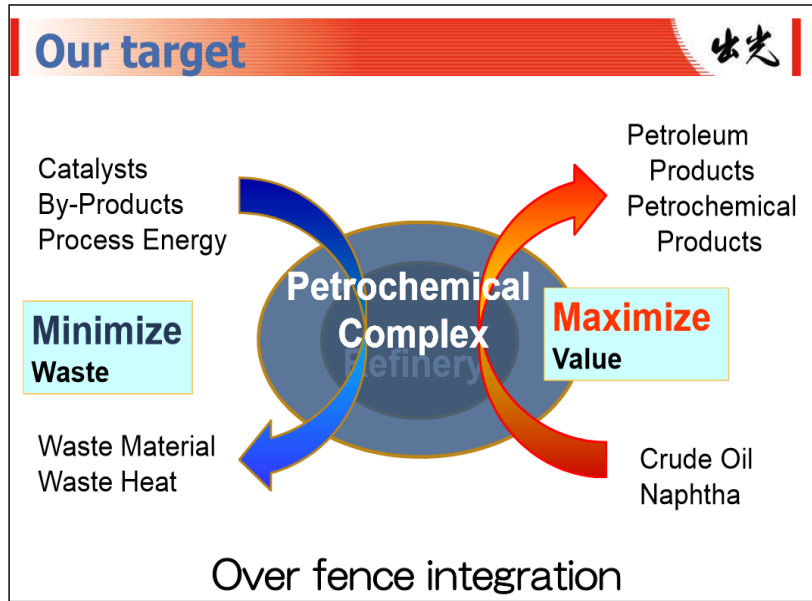 Our target
出光
Catalysts
By-Products
Process Energy
Petroleum
Products
Petrochemical
Products
Petrochemical
Complex
Refinery
Minimize
Waste
Maximize
Value
Waste Material
Waste Heat
Crude Oil
Naphtha
Over fence integration